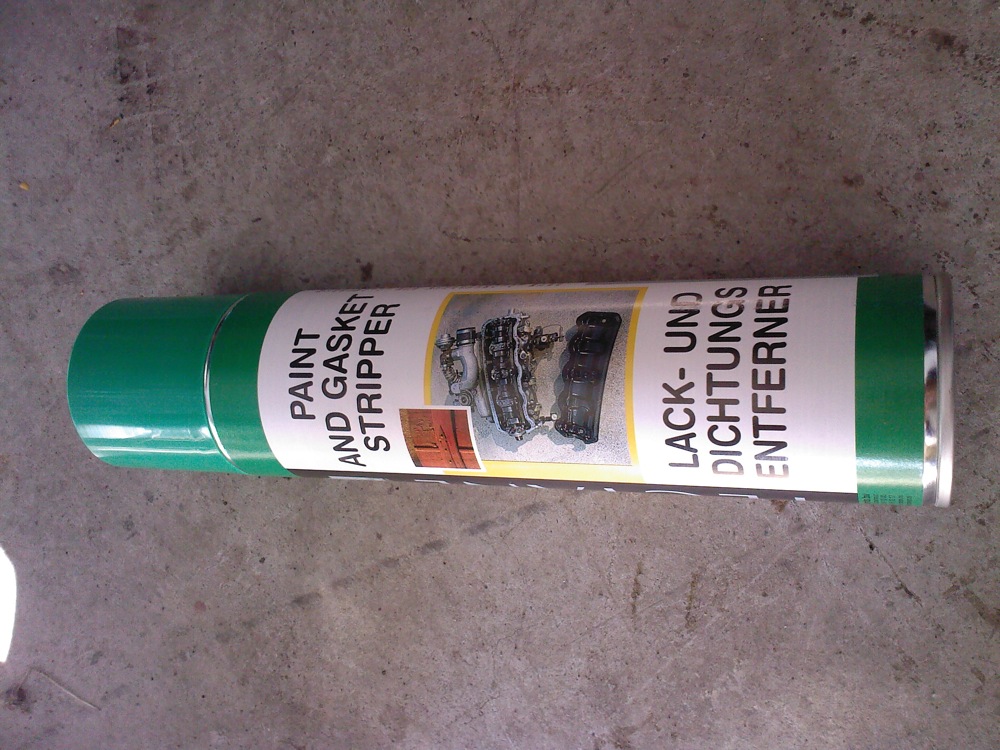 PAINT
AND GASKET
STRIPPER
LACK- UND
DICHTUNGS
ENTFERNER